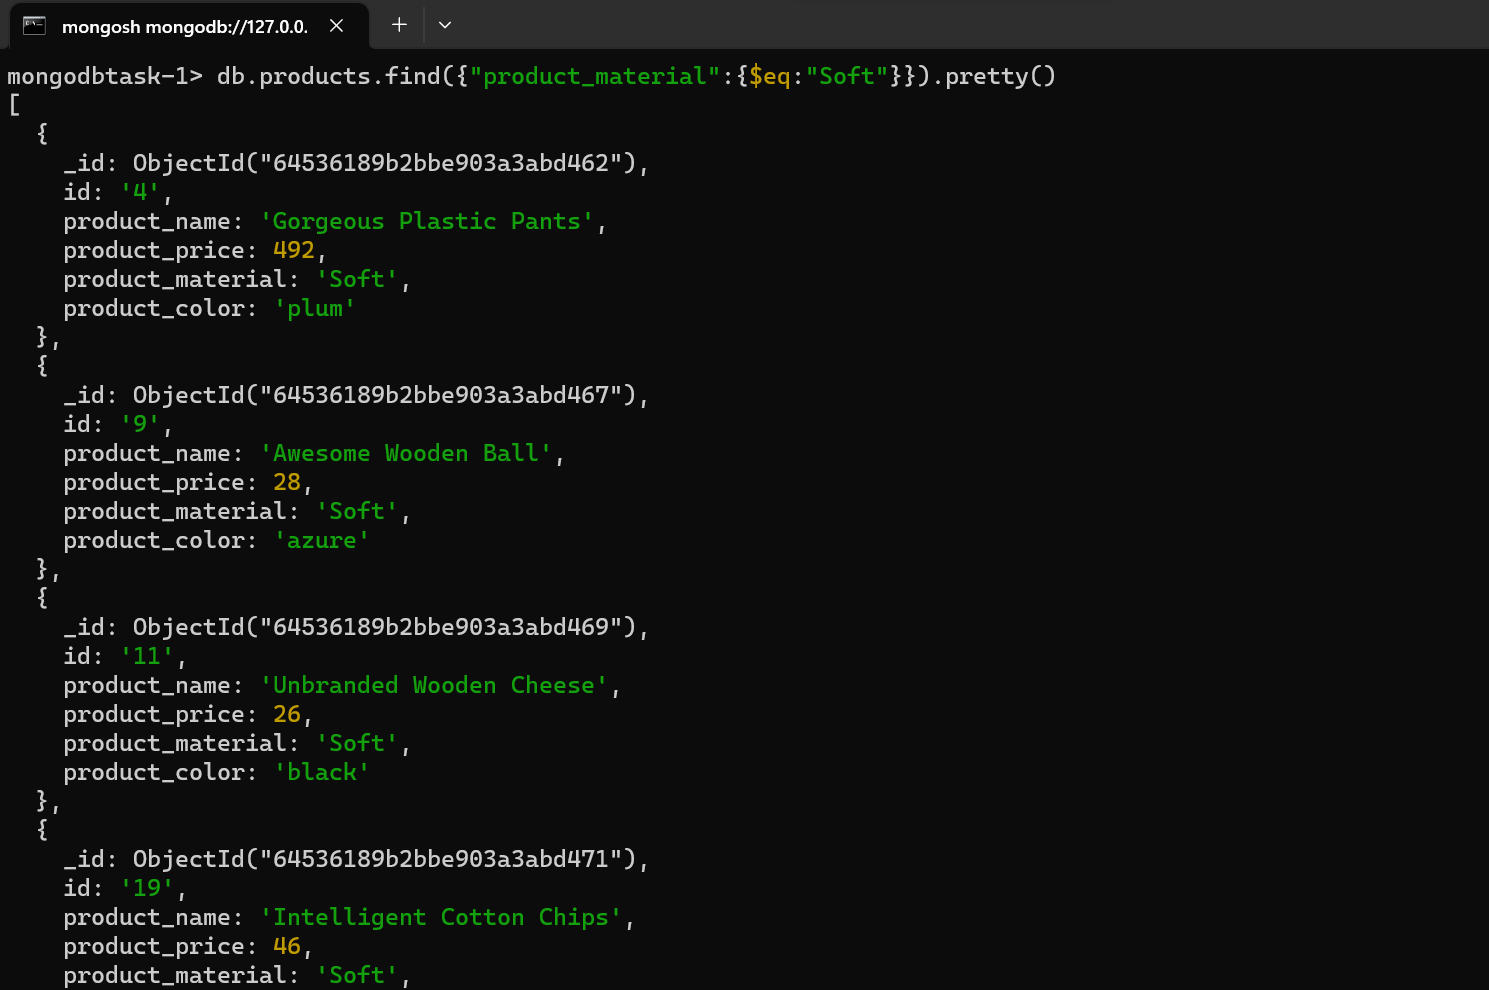 mongosh mongodb://127.0.0.
mongodbtask-1> db.products.find({"product_material":{$eq:"Soft"}}).pretty()
[
  {
    _id: ObjectId("64536189b2bbe903a3abd462"),
    id: '4',
    product_name: 'Gorgeous Plastic Pants',
    product_price: 492,
    product_material: 'Soft',
    product_color: 'plum'
  },
  {
    _id: ObjectId("64536189b2bbe903a3abd467"),
    id: '9',
    product_name: 'Awesome Wooden Ball',
    product_price: 28,
    product_material: 'Soft',
    product_color: 'azure'
  },
  {
    _id: ObjectId("64536189b2bbe903a3abd469"),
    id: '11',
    product_name: 'Unbranded Wooden Cheese',
    product_price: 26,
    product_material: 'Soft',
    product_color: 'black'
  },
  {
    _id: ObjectId("64536189b2bbe903a3abd471"),
    id: '19',
    product_name: 'Intelligent Cotton Chips',
    product_price: 46,
    product_material: 'Soft',